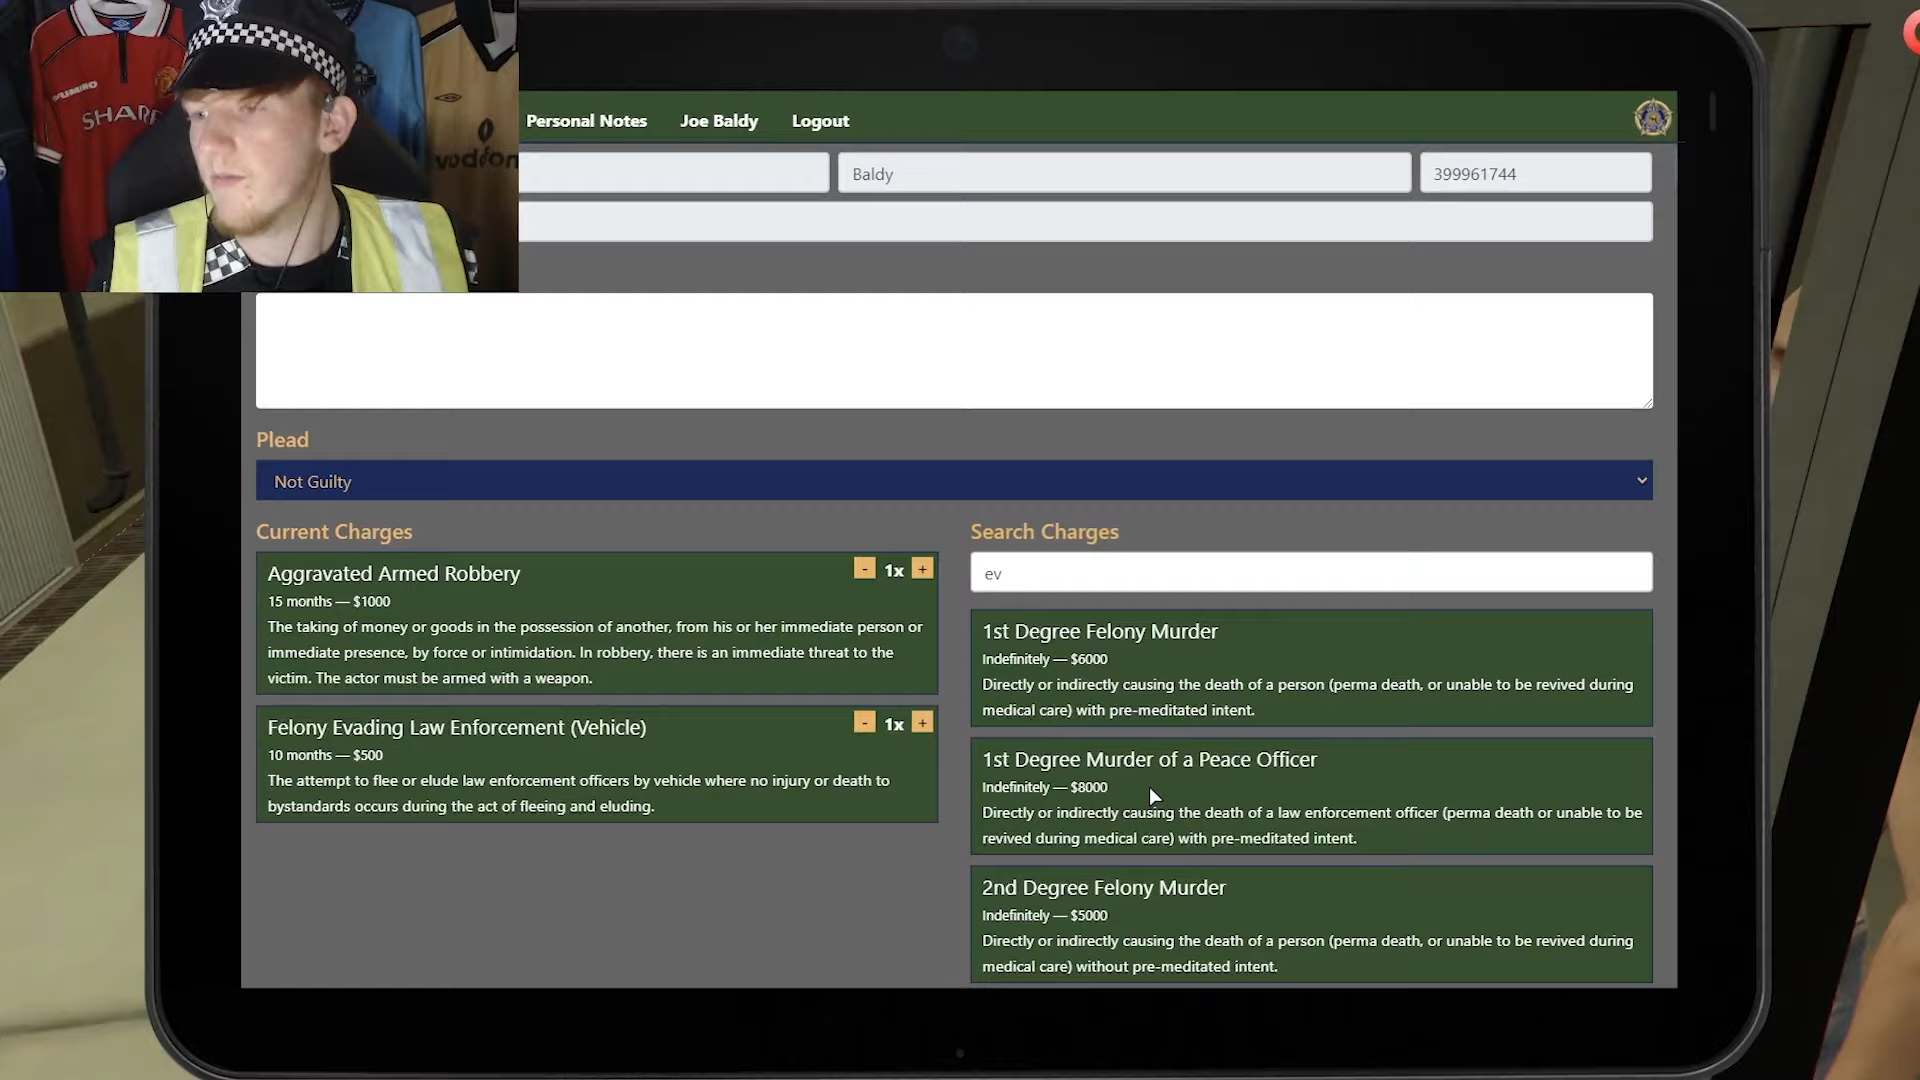 UMBRO
SHARP
vodafon
Personal Notes Joe Baldy Logout
Baldy 399961744
Plead
Not Guilty
Current Charges
Aggravated Armed Robbery - 1x +
15 months — $1000
The taking of money or goods in the possession of another, from his or her immediate person or
immediate presence, by force or intimidation. In robbery, there is an immediate threat to the
victim. The actor must be armed with a weapon.
Felony Evading Law Enforcement (Vehicle) - 1x +
10 months — $500
The attempt to flee or elude law enforcement officers by vehicle where no injury or death to
bystandards occurs during the act of fleeing and eluding.
Search Charges
ev
1st Degree Felony Murder
Indefinitely — $6000
Directly or indirectly causing the death of a person (perma death, or unable to be revived during
medical care) with pre-meditated intent.
1st Degree Murder of a Peace Officer
Indefinitely — $8000
Directly or indirectly causing the death of a law enforcement officer (perma death or unable to be
revived during medical care) with pre-meditated intent.
2nd Degree Felony Murder
Indefinitely — $5000
Directly or indirectly causing the death of a person (perma death, or unable to be revived during
medical care) without pre-meditated intent.